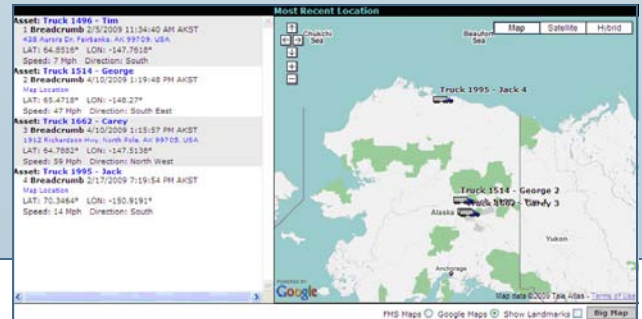 Most Recent Location
Asset: Truck 1496 - Tim
1 Breadcrumb 2/5/2009 11:34:40 AM AKST
428 Aurora Dr, Fairbanks, AK 99709, USA
LAT: 64.8516° LON: -147.7618°
Speed: 7 Mph Direction: South
Asset: Truck 1514 - George
2 Breadcrumb 4/10/2009 1:19:48 PM AKST
Map Location
LAT: 65.4718° LON: -148.27°
Speed: 47 Mph Direction: South East
Asset: Truck 1662 - Carey
3 Breadcrumb 4/10/2009 1:15:57 PM AKST
1912 Richardson Hwy, North Pole, AK 99705, USA
LAT: 64.7882° LON: -147.5138°
Speed: 59 Mph Direction: North West
Asset: Truck 1995 - Jack
4 Breadcrumb 2/17/2009 7:19:54 PM AKST
Map Location
LAT: 70.3464° LON: -150.9191°
Speed: 14 Mph Direction: South
Chukchi
Sea
Beaufort
Sea
Map
Satellite
Hybrid
Truck 1995 - Jack 4
Truck 1514 - George 2
Alaska
Yukon
Anchorage
POWERED BY
Google
Map data ©2009 Tele Atlas - Terms of Use
FMS Maps
Google Maps
Show Landmarks
Big Map